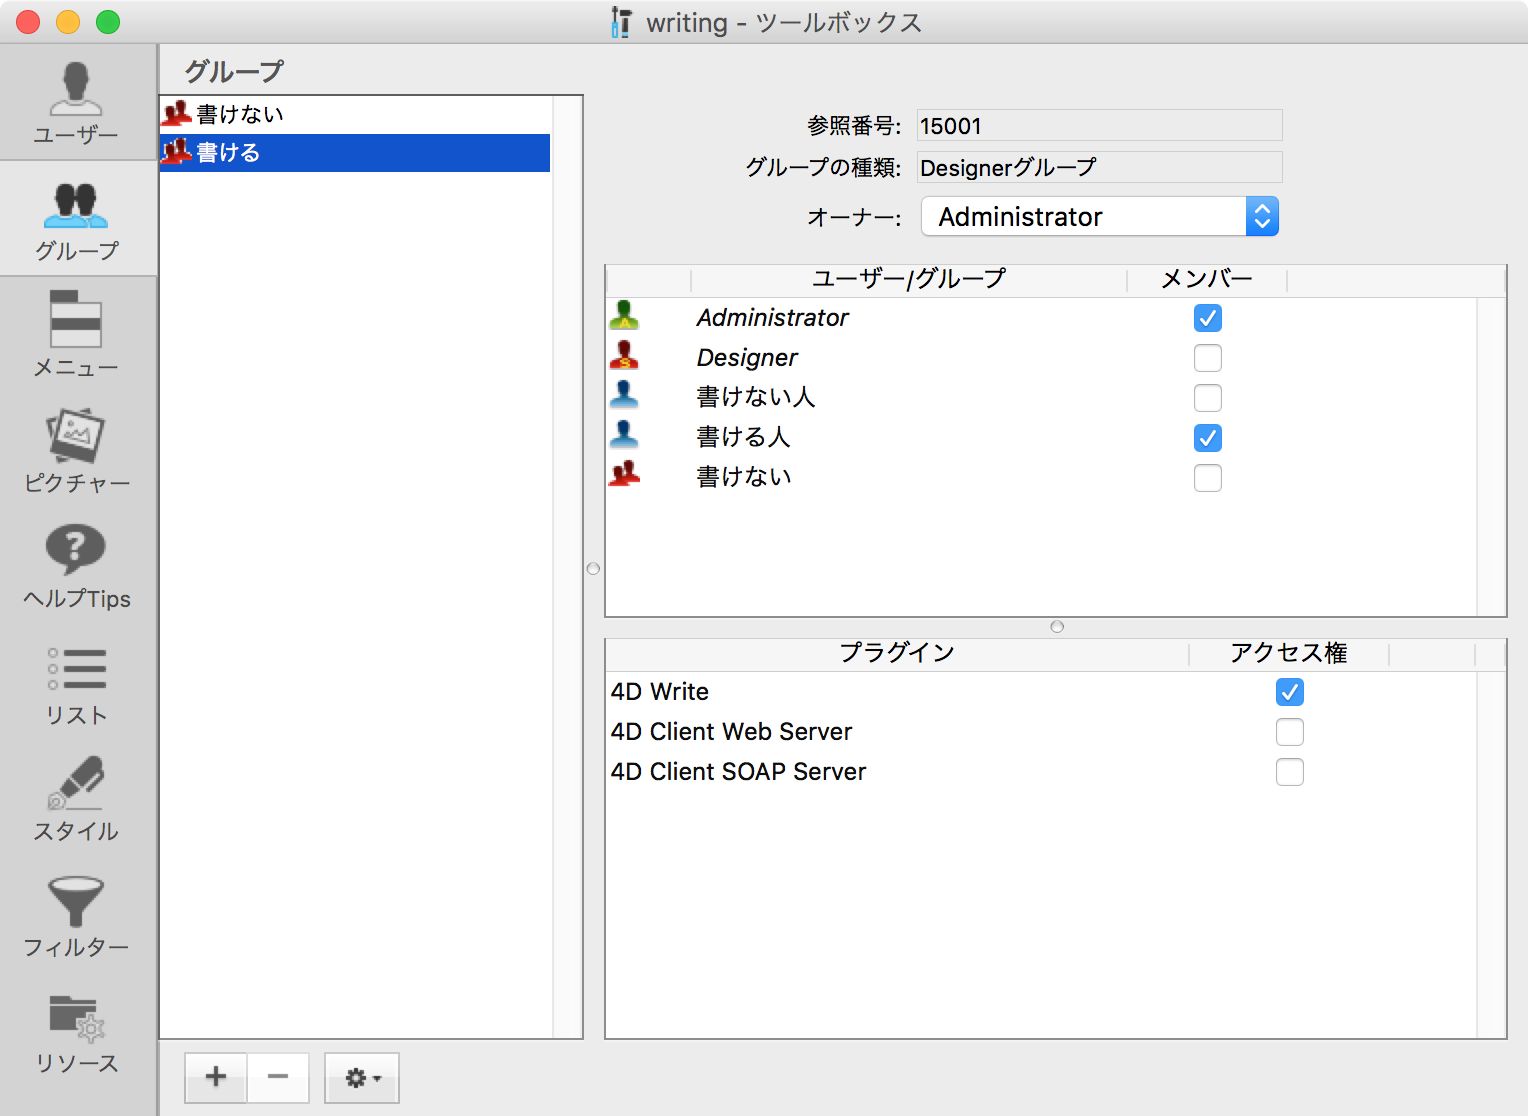 writing - ツールボックス
ユーザー
グループ
メニュー
ピクチャー
ヘルプTips
リスト
スタイル
フィルター
リソース
グループ
書けない
書ける
参照番号: 15001
グループの種類: Designerグループ
オーナー: Administrator
ユーザー/グループ メンバー
Administrator
Designer
書けない人
書ける人
書けない
プラグイン アクセス権
4D Write
4D Client Web Server
4D Client SOAP Server